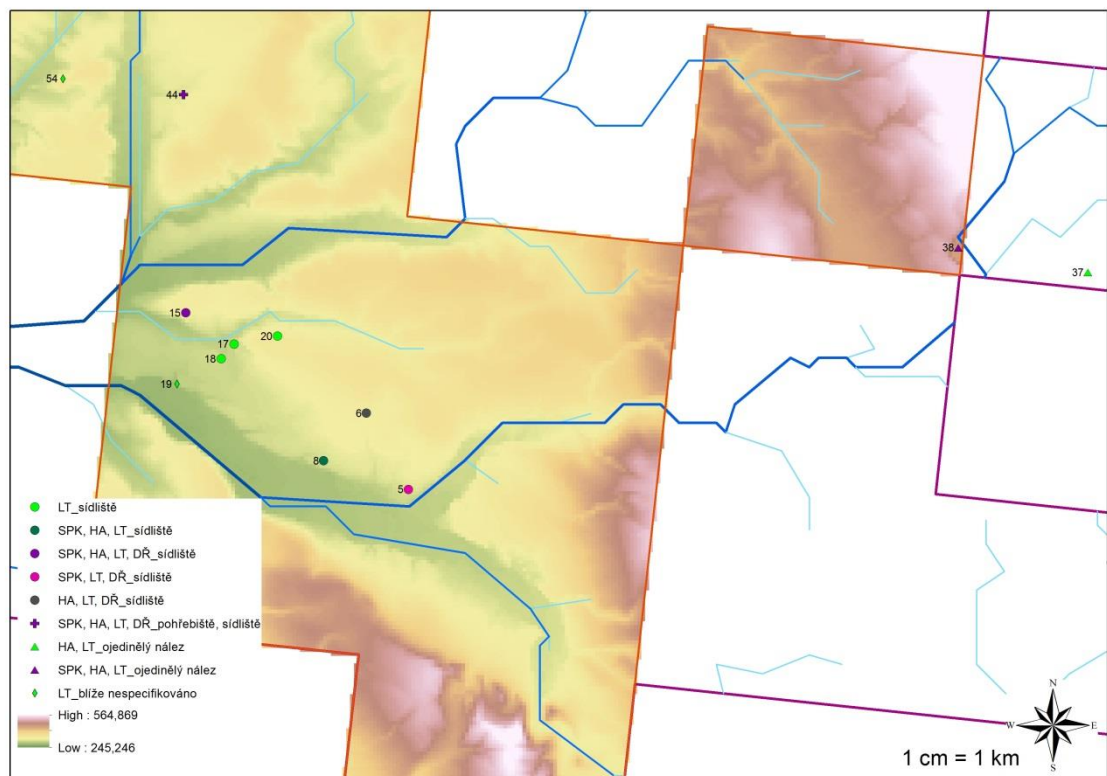 54
44
38
37
15
20
17
18
19
6
8
5
LT_sídliště
SPK, HA, LT_sídliště
SPK, HA, LT, DŘ_sídliště
SPK, LT, DŘ_sídliště
HA, LT, DŘ_sídliště
SPK, HA, LT, DŘ_pohřebiště, sídliště
HA, LT_ojedinělý nález
SPK, HA, LT_ojedinělý nález
LT_blíže nespecifikováno
High : 564,869
Low : 245,246
N
W
E
S
1 cm = 1 km